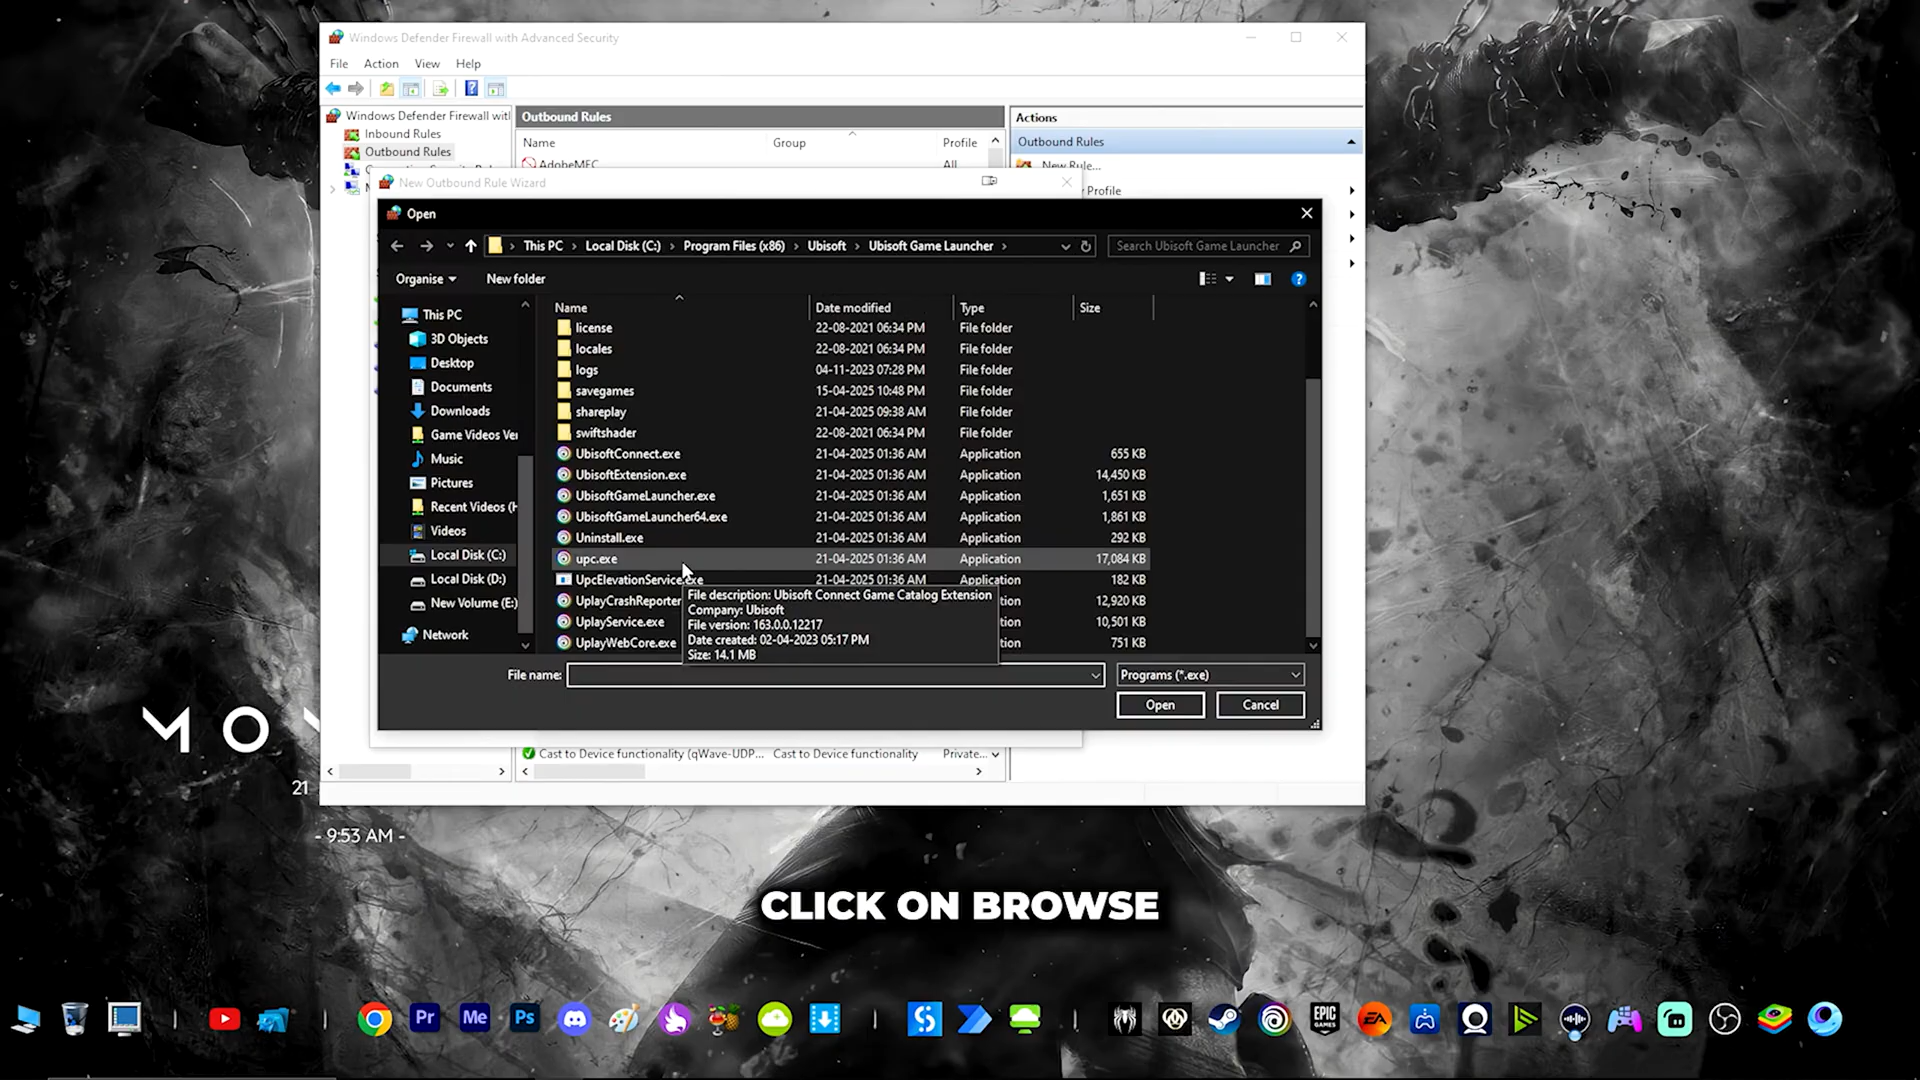 Windows Defender Firewall with Advanced Security
File Action View Help
Windows Defender Firewall witl
Inbound Rules
Outbound Rules
Outbound Rules
Name Group Profile
AdobeMFC All
Actions
Outbound Rules
New Rule...
Profile
New Outbound Rule Wizard
Open
This PC Local Disk (C:) Program Files (x86) Ubisoft Ubisoft Game Launcher
Search Ubisoft Game Launcher
Organise New folder
This PC
3D Objects
Desktop
Documents
Downloads
Game Videos Ver
Music
Pictures
Recent Videos (H
Videos
Local Disk (C:)
Local Disk (D:)
New Volume (E:)
Network
Name Date modified Type Size
license 22-08-2021 06:34 PM File folder
locales 22-08-2021 06:34 PM File folder
logs 04-11-2023 07:28 PM File folder
savegames 15-04-2025 10:48 PM File folder
shareplay 21-04-2025 09:38 AM File folder
swiftshader 22-08-2021 06:34 PM File folder
UbisoftConnect.exe 21-04-2025 01:36 AM Application 655 KB
UbisoftExtension.exe 21-04-2025 01:36 AM Application 14,450 KB
UbisoftGameLauncher.exe 21-04-2025 01:36 AM Application 1,651 KB
UbisoftGameLauncher64.exe 21-04-2025 01:36 AM Application 1,861 KB
Uninstall.exe 21-04-2025 01:36 AM Application 292 KB
upc.exe 21-04-2025 01:36 AM Application 17,084 KB
UpcElevationService.exe 21-04-2025 01:36 AM Application 182 KB
UplayCrashReporter tion 12,920 KB
UplayService.exe tion 10,501 KB
UplayWebCore.exe tion 751 KB
File description: Ubisoft Connect Game Catalog Extension
Company: Ubisoft
File version: 163.0.0.12217
Date created: 02-04-2023 05:17 PM
Size: 14.1 MB
File name:
Programs (*.exe)
Open Cancel
Cast to Device functionality (qWave-UDP... Cast to Device functionality Private...
MO
21
- 9:53 AM -
CLICK ON BROWSE
Pr Me Ps
EPIC GAMES
EA